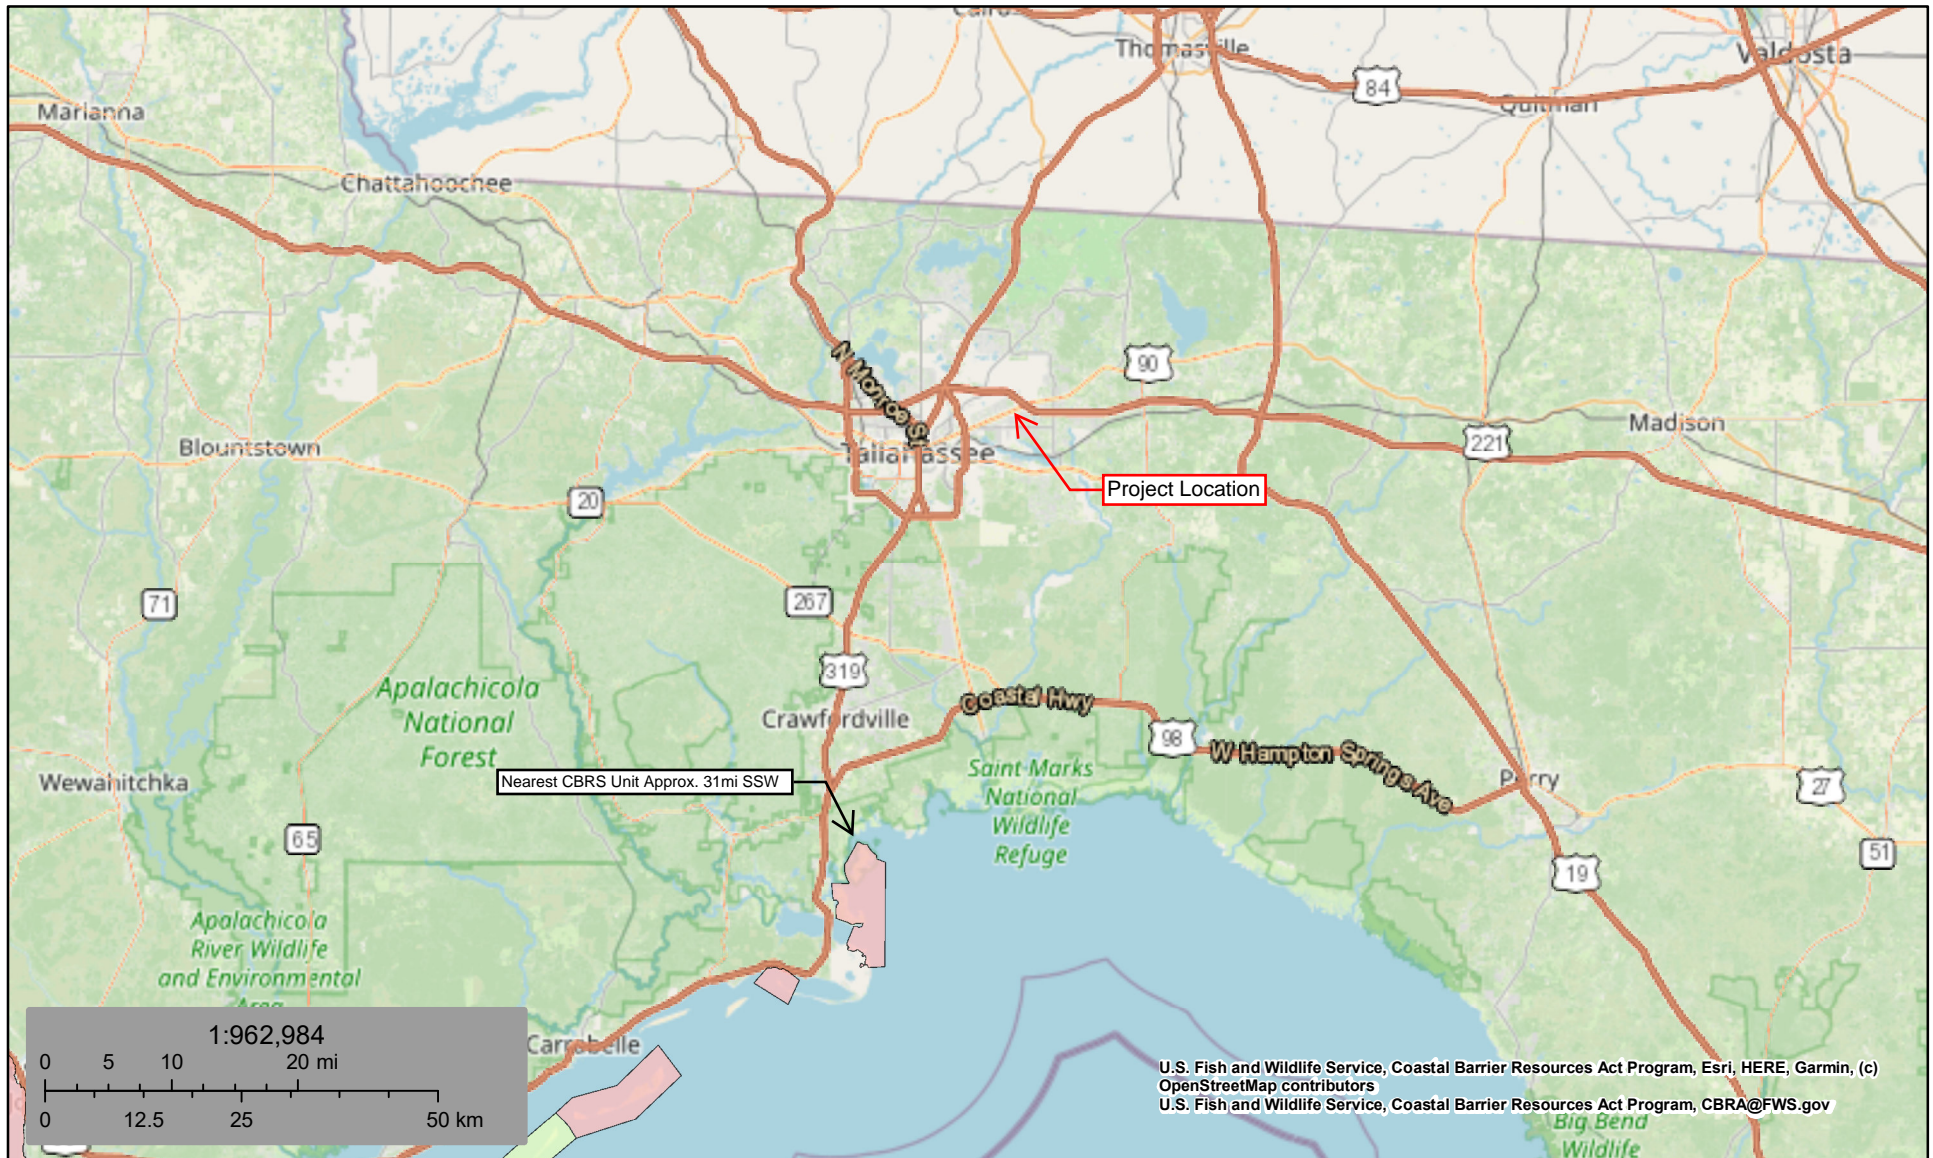 Thomasville
Valdosta
84
Quitman
Marianna
Chattahoochee
N Monroe St
90
Tallahassee
Madison
221
Blountstown
20
Project Location
71
267
319
Apalachicola
National
Forest
Coastal Hwy
Crawfordville
98
W Hampton Springs Ave
Wewahitchka
Nearest CBRS Unit Approx. 31mi SSW
Saint Marks
National
Wildlife
Refuge
Perry
27
65
51
19
Apalachicola
River Wildlife
and Environmental
Area
1:962,984
0 5 10 20 mi
0 12.5 25 50 km
Carrabelle
U.S. Fish and Wildlife Service, Coastal Barrier Resources Act Program, Esri, HERE, Garmin, (c)
OpenStreetMap contributors
U.S. Fish and Wildlife Service, Coastal Barrier Resources Act Program, CBRA@FWS.gov
Big Bend
Wildlife